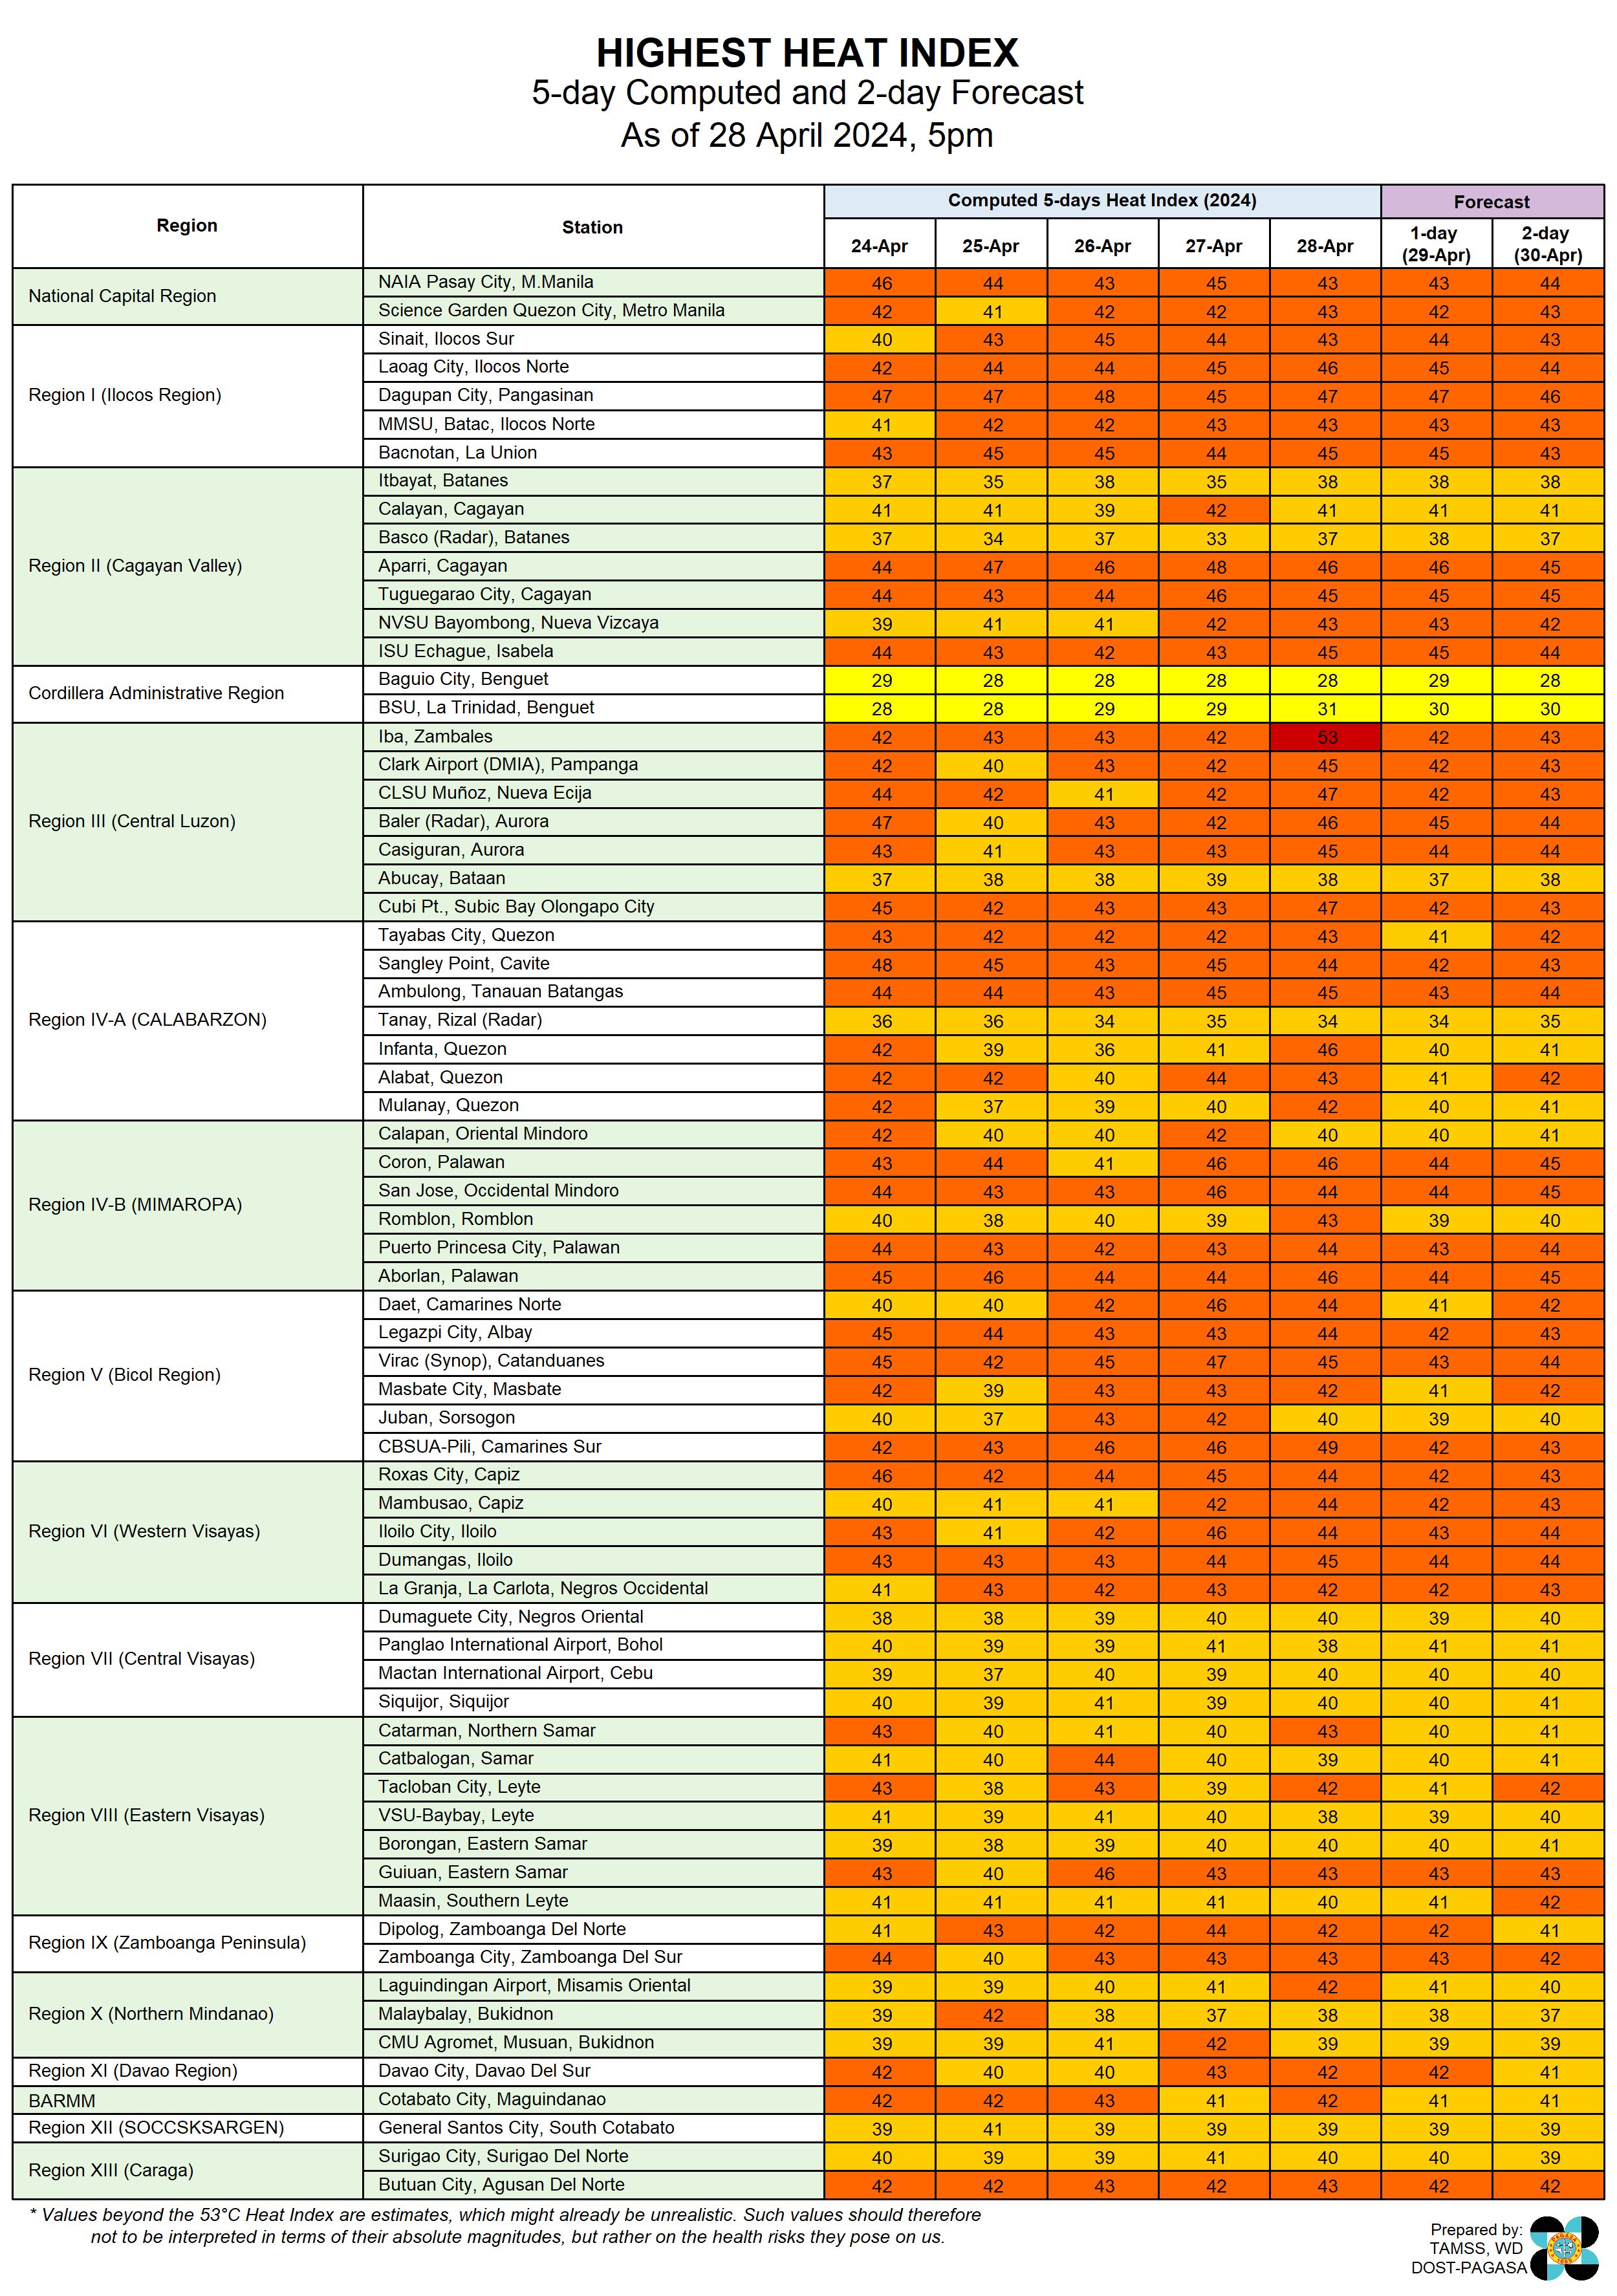 HIGHEST HEAT INDEX
5-day Computed and 2-day Forecast
As of 28 April 2024, 5pm
Region Station Computed 5-days Heat Index (2024) Forecast
24-Apr 25-Apr 26-Apr 27-Apr 28-Apr 1-day (29-Apr) 2-day (30-Apr)
National Capital Region
NAIA Pasay City, M.Manila 46 44 43 45 43 43 44
Science Garden Quezon City, Metro Manila 42 41 42 42 43 42 43
Region I (Ilocos Region)
Sinait, Ilocos Sur 40 43 45 44 43 44 43
Laoag City, Ilocos Norte 42 44 44 45 46 45 44
Dagupan City, Pangasinan 47 47 48 45 47 47 46
MMSU, Batac, Ilocos Norte 41 42 42 43 43 43 43
Bacnotan, La Union 43 45 45 44 45 45 43
Region II (Cagayan Valley)
Itbayat, Batanes 37 35 38 35 38 38 38
Calayan, Cagayan 41 41 39 42 41 41 41
Basco (Radar), Batanes 37 34 37 33 37 38 37
Aparri, Cagayan 44 47 46 48 46 46 45
Tuguegarao City, Cagayan 44 43 44 46 45 45 45
NVSU Bayombong, Nueva Vizcaya 39 41 41 42 43 43 42
ISU Echague, Isabela 44 43 42 43 45 45 44
Cordillera Administrative Region
Baguio City, Benguet 29 28 28 28 28 29 28
BSU, La Trinidad, Benguet 28 28 29 29 31 30 30
Region III (Central Luzon)
Iba, Zambales 42 43 43 42 53 42 43
Clark Airport (DMIA), Pampanga 42 40 43 42 45 42 43
CLSU Muñoz, Nueva Ecija 44 42 41 42 47 42 43
Baler (Radar), Aurora 47 40 43 42 46 45 44
Casiguran, Aurora 43 41 43 43 45 44 44
Abucay, Bataan 37 38 38 39 38 37 38
Cubi Pt., Subic Bay Olongapo City 45 42 43 43 47 42 43
Region IV-A (CALABARZON)
Tayabas City, Quezon 43 42 42 42 43 41 42
Sangley Point, Cavite 48 45 43 45 44 42 43
Ambulong, Tanauan Batangas 44 44 43 45 45 43 44
Tanay, Rizal (Radar) 36 36 34 35 34 34 35
Infanta, Quezon 42 39 36 41 46 40 41
Alabat, Quezon 42 42 40 44 43 41 42
Mulanay, Quezon 42 37 39 40 42 40 41
Region IV-B (MIMAROPA)
Calapan, Oriental Mindoro 42 40 40 42 40 40 41
Coron, Palawan 43 44 41 46 46 44 45
San Jose, Occidental Mindoro 44 43 43 46 44 44 45
Romblon, Romblon 40 38 40 39 43 39 40
Puerto Princesa City, Palawan 44 43 42 43 44 43 44
Aborlan, Palawan 45 46 44 44 46 44 45
Region V (Bicol Region)
Daet, Camarines Norte 40 40 42 46 44 41 42
Legazpi City, Albay 45 44 43 43 44 42 43
Virac (Synop), Catanduanes 45 42 45 47 45 43 44
Masbate City, Masbate 42 39 43 43 42 41 42
Juban, Sorsogon 40 37 43 42 40 39 40
CBSUA-Pili, Camarines Sur 42 43 46 46 49 42 43
Region VI (Western Visayas)
Roxas City, Capiz 46 42 44 45 44 42 43
Mambusao, Capiz 40 41 41 42 44 42 43
Iloilo City, Iloilo 43 41 42 46 44 43 44
Dumangas, Iloilo 43 43 43 44 45 44 44
La Granja, La Carlota, Negros Occidental 41 43 42 43 42 42 43
Region VII (Central Visayas)
Dumaguete City, Negros Oriental 38 38 39 40 40 39 40
Panglao International Airport, Bohol 40 39 39 41 38 41 41
Mactan International Airport, Cebu 39 37 40 39 40 40 40
Siquijor, Siquijor 40 39 41 39 40 40 41
Region VIII (Eastern Visayas)
Catarman, Northern Samar 43 40 41 40 43 40 41
Catbalogan, Samar 41 40 44 40 39 40 41
Tacloban City, Leyte 43 38 43 39 42 41 42
VSU-Baybay, Leyte 41 39 41 40 38 39 40
Borongan, Eastern Samar 39 38 39 40 40 40 41
Guiuan, Eastern Samar 43 40 46 43 43 43 43
Maasin, Southern Leyte 41 41 41 41 40 41 42
Region IX (Zamboanga Peninsula)
Dipolog, Zamboanga Del Norte 41 43 42 44 42 42 41
Zamboanga City, Zamboanga Del Sur 44 40 43 43 43 43 42
Region X (Northern Mindanao)
Laguindingan Airport, Misamis Oriental 39 39 40 41 42 41 40
Malaybalay, Bukidnon 39 42 38 37 38 38 37
CMU Agromet, Musuan, Bukidnon 39 39 41 42 39 39 39
Region XI (Davao Region) Davao City, Davao Del Sur 42 40 40 43 42 42 41
BARMM Cotabato City, Maguindanao 42 42 43 41 42 41 41
Region XII (SOCCSKSARGEN) General Santos City, South Cotabato 39 41 39 39 39 39 39
Region XIII (Caraga)
Surigao City, Surigao Del Norte 40 39 39 41 40 40 39
Butuan City, Agusan Del Norte 42 42 43 42 43 42 42
* Values beyond the 53°C Heat Index are estimates, which might already be unrealistic. Such values should therefore
not to be interpreted in terms of their absolute magnitudes, but rather on the health risks they pose on us.
Prepared by:
TAMSS, WD
DOST-PAGASA